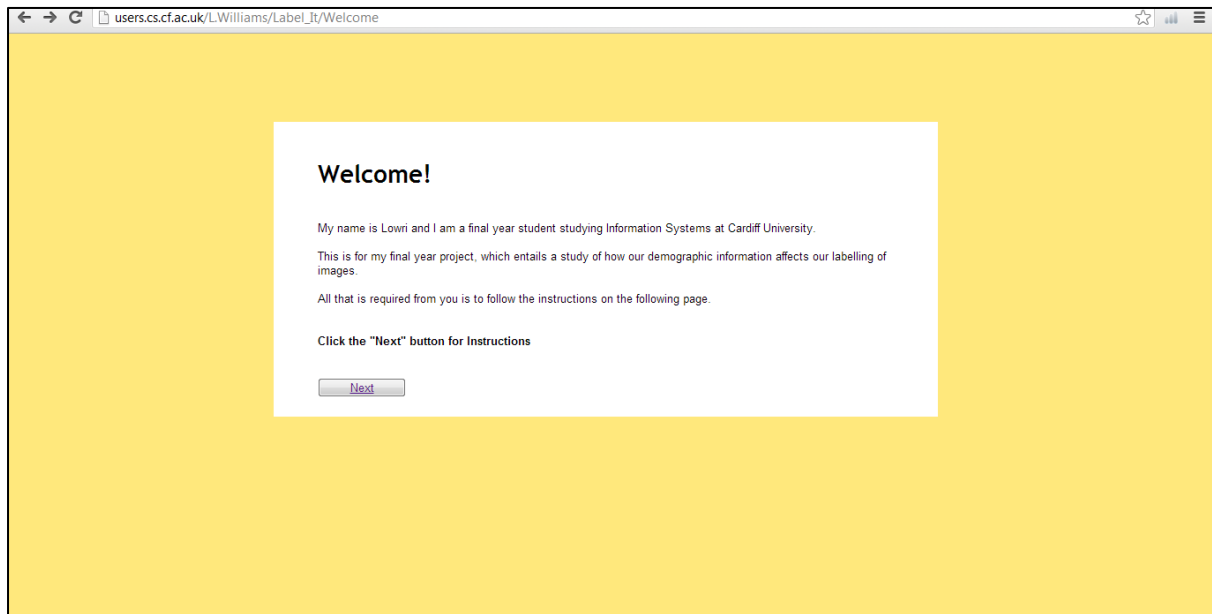 users.cs.cf.ac.uk/L.Williams/Label_It/Welcome
Welcome!
My name is Lowri and I am a final year student studying Information Systems at Cardiff University.
This is for my final year project, which entails a study of how our demographic information affects our labelling of
images.
All that is required from you is to follow the instructions on the following page.
Click the "Next" button for Instructions
Next